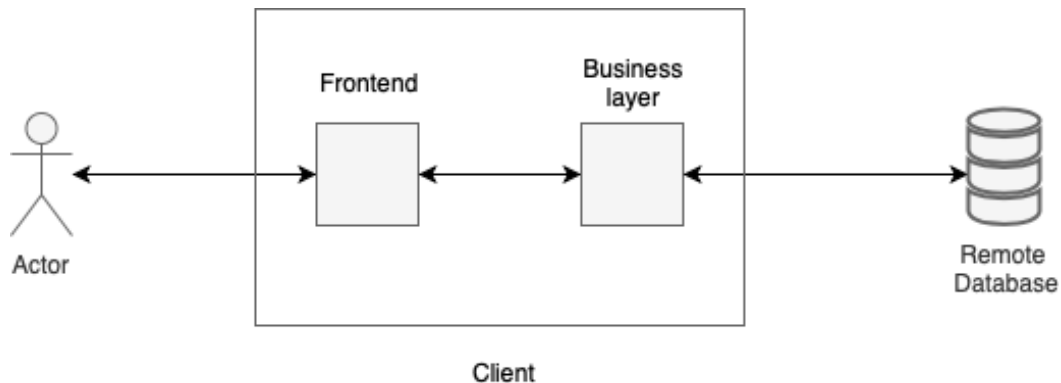 Frontend
Business
layer
Actor
Remote
Database
Client